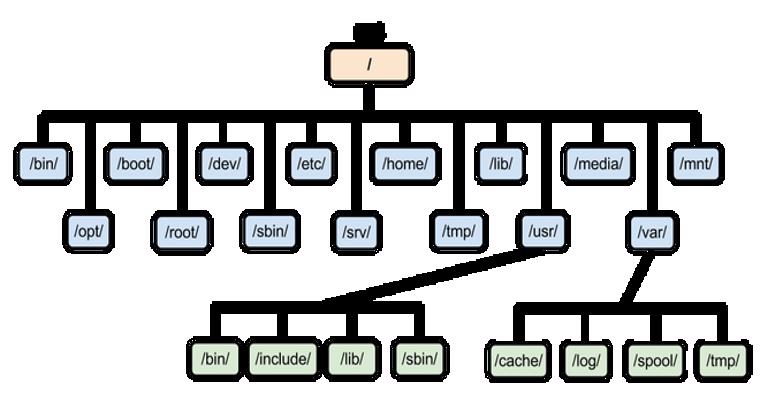 /
/bin/ /boot/ /dev/ /etc/ /home/ /lib/ /media/ /mnt/
/opt/ /root/ /sbin/ /srv/ /tmp/ /usr/ /var/
/bin/ /include/ /lib/ /sbin/ /cache/ /log/ /spool/ /tmp/